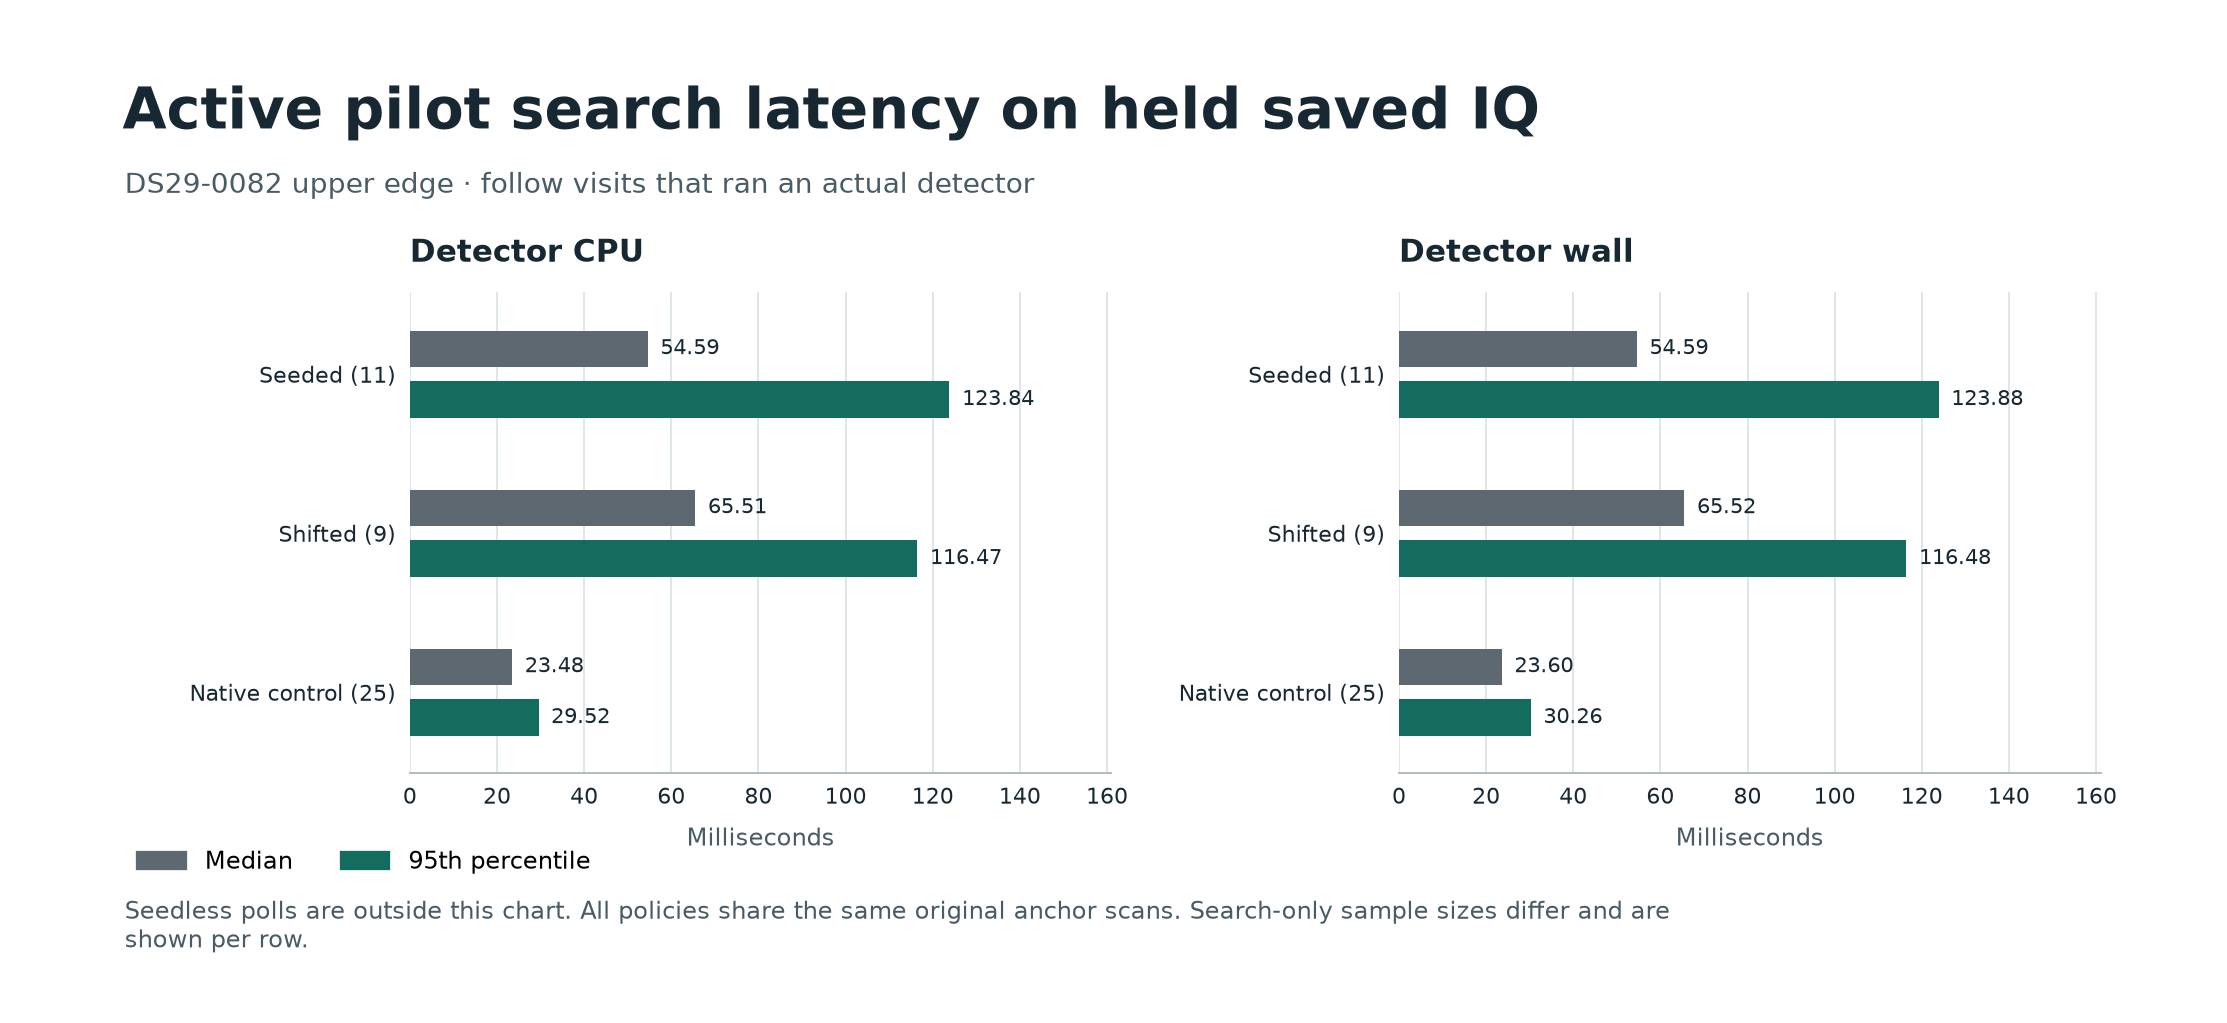 Active pilot search latency on held saved IQ
DS29-0082 upper edge · follow visits that ran an actual detector
Detector CPU
Seeded (11)
54.59
123.84
Shifted (9)
65.51
116.47
Native control (25)
23.48
29.52
0 20 40 60 80 100 120 140 160
Milliseconds
Detector wall
Seeded (11)
54.59
123.88
Shifted (9)
65.52
116.48
Native control (25)
23.60
30.26
0 20 40 60 80 100 120 140 160
Milliseconds
Median 95th percentile
Seedless polls are outside this chart. All policies share the same original anchor scans. Search-only sample sizes differ and are
shown per row.